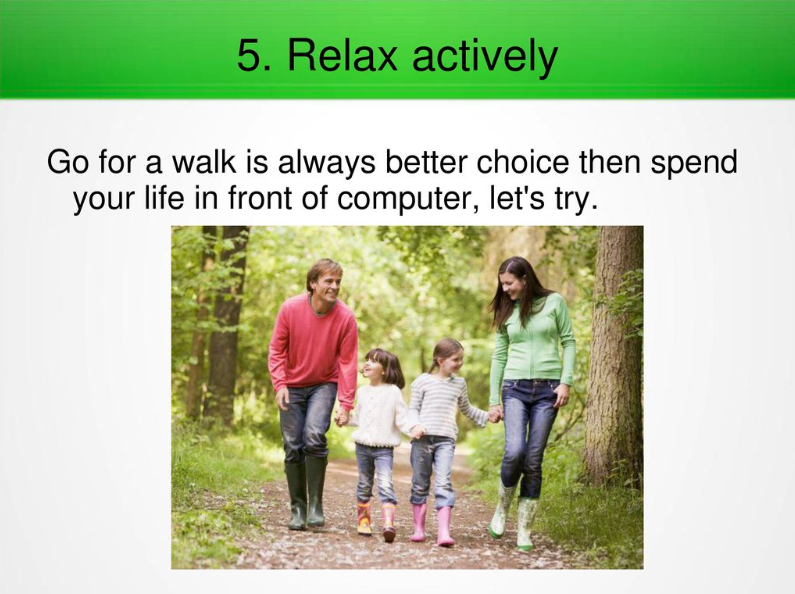 5. Relax actively
Go for a walk is always better choice then spend
your life in front of computer, let's try.